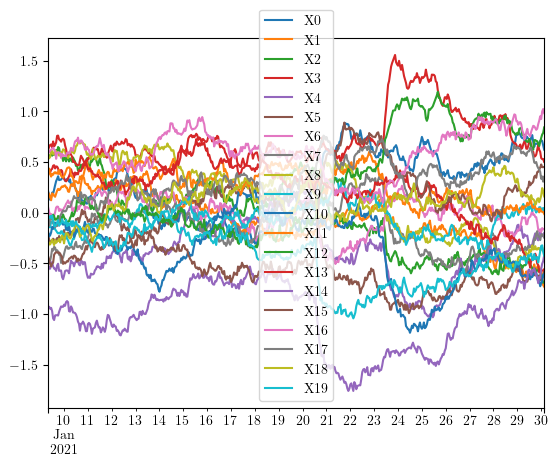 1.5
1.0
0.5
0.0
−0.5
−1.0
−1.5
X0
X1
X2
X3
X4
X5
X6
X7
X8
X9
X10
X11
X12
X13
X14
X15
X16
X17
X18
X19
10 11 12 13 14 15 16 17 18 19 20 21 22 23 24 25 26 27 28 29 30
Jan
2021